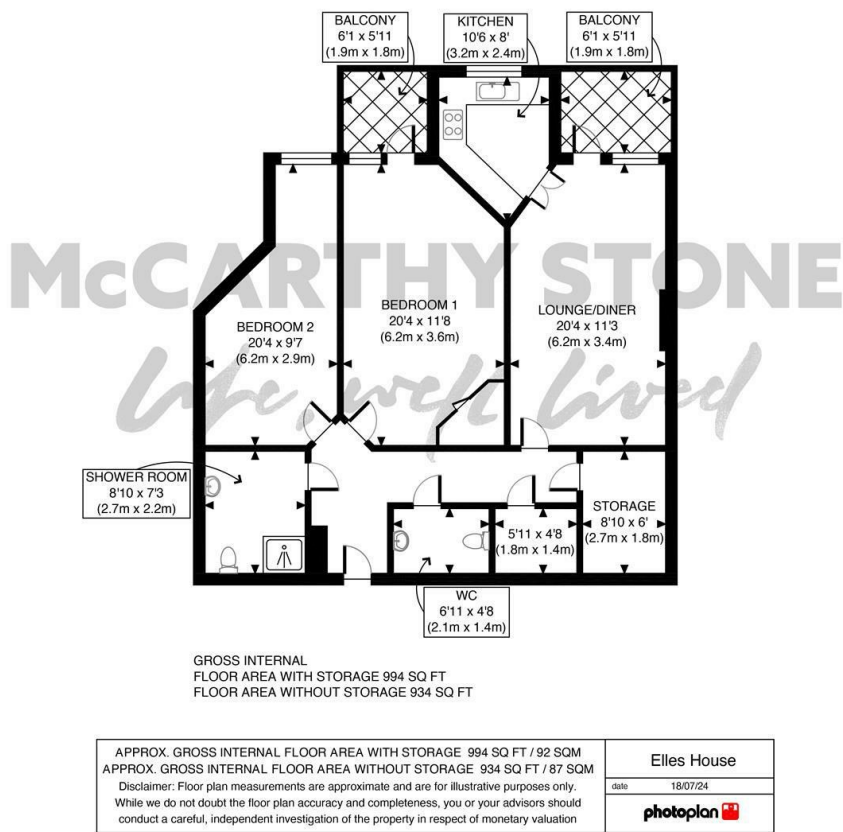 BALCONY
6'1 x 5'11
(1.9m x 1.8m)
KITCHEN
10'6 x 8'
(3.2m x 2.4m)
BALCONY
6'1 x 5'11
(1.9m x 1.8m)
McCARTHY STONE
life, well lived
BEDROOM 2
20'4 x 9'7
(6.2m x 2.9m)
BEDROOM 1
20'4 x 11'8
(6.2m x 3.6m)
LOUNGE/DINER
20'4 x 11'3
(6.2m x 3.4m)
SHOWER ROOM
8'10 x 7'3
(2.7m x 2.2m)
5'11 x 4'8
(1.8m x 1.4m)
STORAGE
8'10 x 6'
(2.7m x 1.8m)
WC
6'11 x 4'8
(2.1m x 1.4m)
GROSS INTERNAL
FLOOR AREA WITH STORAGE 994 SQ FT
FLOOR AREA WITHOUT STORAGE 934 SQ FT
APPROX. GROSS INTERNAL FLOOR AREA WITH STORAGE 994 SQ FT / 92 SQM
APPROX. GROSS INTERNAL FLOOR AREA WITHOUT STORAGE 934 SQ FT / 87 SQM
Disclaimer: Floor plan measurements are approximate and are for illustrative purposes only.
While we do not doubt the floor plan accuracy and completeness, you or your advisors should
conduct a careful, independent investigation of the property in respect of monetary valuation
Elles House
date 18/07/24
photoplan